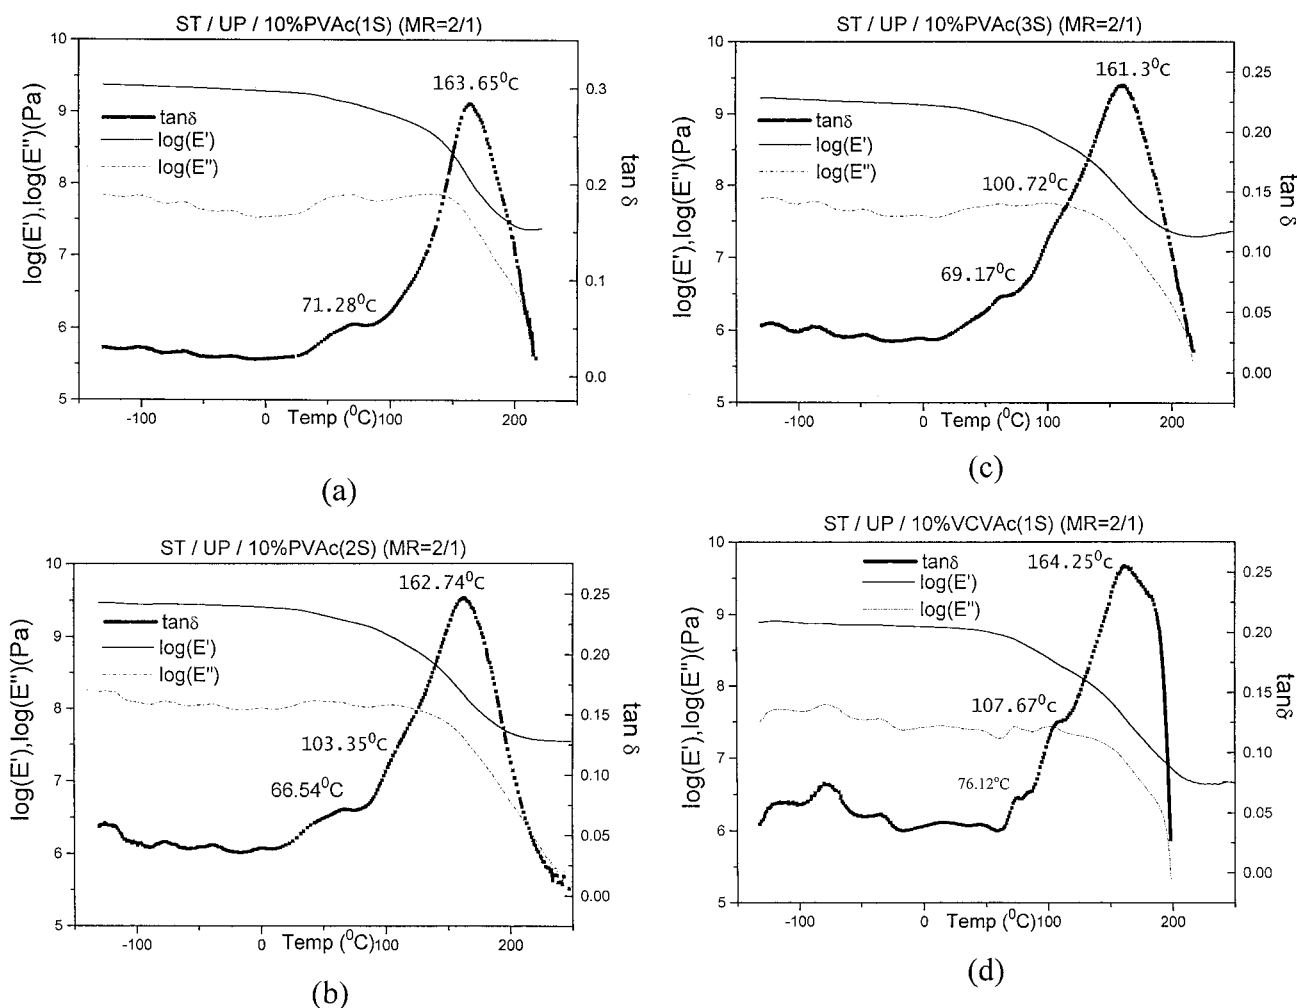 ST / UP / 10%PVAc(1S) (MR=2/1)
163.65⁰C
71.28⁰C
tanδ
log(E')
log(E")
log(E'),log(E")(Pa)
tan δ
10
9
8
7
6
5
0.3
0.2
0.1
0.0
-100
0
Temp (⁰C)
100
200
(a)
ST / UP / 10%PVAc(3S) (MR=2/1)
161.3⁰C
100.72⁰C
69.17⁰C
tanδ
log(E')
log(E")
log(E'),log(E")(Pa)
tan δ
10
9
8
7
6
5
0.25
0.20
0.15
0.10
0.05
0.00
-100
0
Temp (⁰C)
100
200
(c)
ST / UP / 10%PVAc(2S) (MR=2/1)
162.74⁰C
103.35⁰C
66.54⁰C
tanδ
log(E')
log(E")
log(E'),log(E")(Pa)
tan δ
10
9
8
7
6
5
0.25
0.20
0.15
0.10
0.05
0.00
-100
0
Temp (⁰C)
100
200
(b)
ST / UP / 10%VCVAc(1S) (MR=2/1)
164.25⁰C
107.67⁰C
76.12°C
tanδ
log(E')
log(E")
log(E'),log(E")(Pa)
tanδ
10
9
8
7
6
5
0.25
0.20
0.15
0.10
0.05
0.00
-100
0
Temp (⁰C)
100
200
(d)